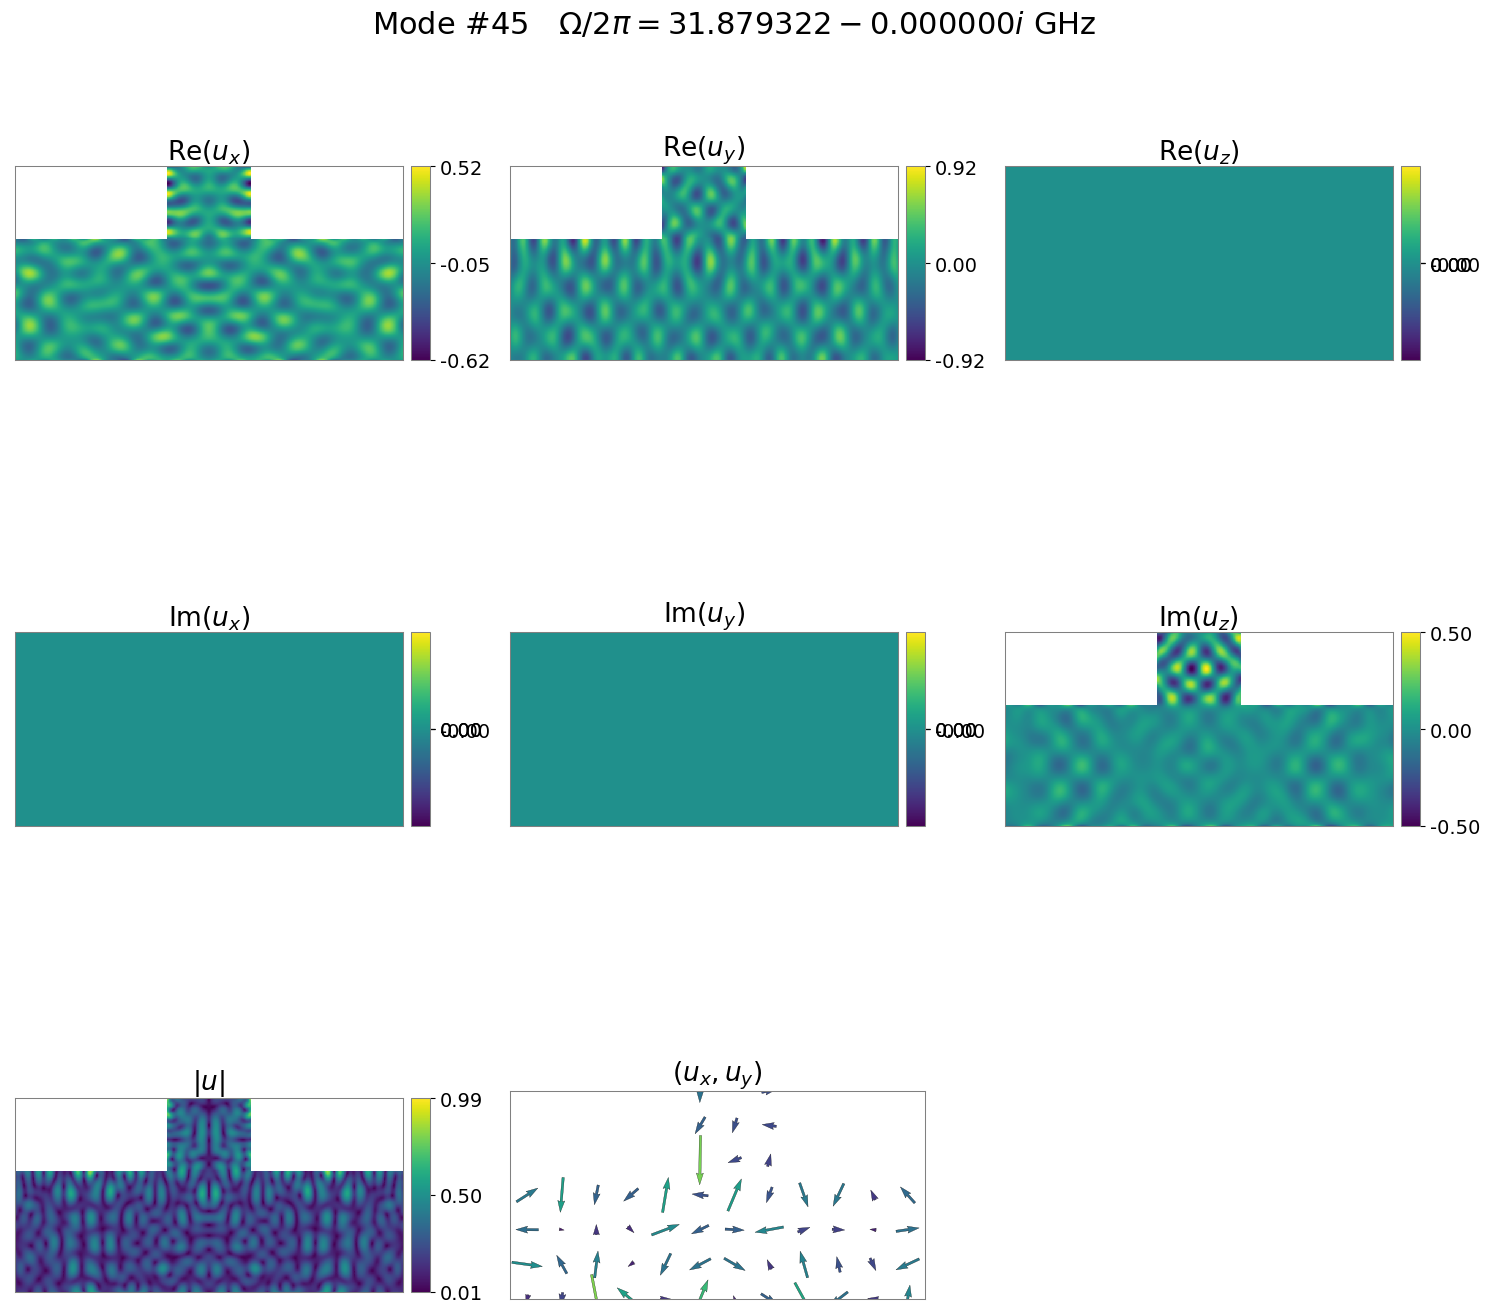 Mode #45 Ω/2π = 31.879322 − 0.000000i GHz
Re(u_x)
Re(u_y)
Re(u_z)
0.52
-0.05
-0.62
0.92
0.00
-0.92
Im(u_x)
Im(u_y)
Im(u_z)
0.50
0.00
-0.50
|u|
(u_x, u_y)
0.99
0.50
0.01